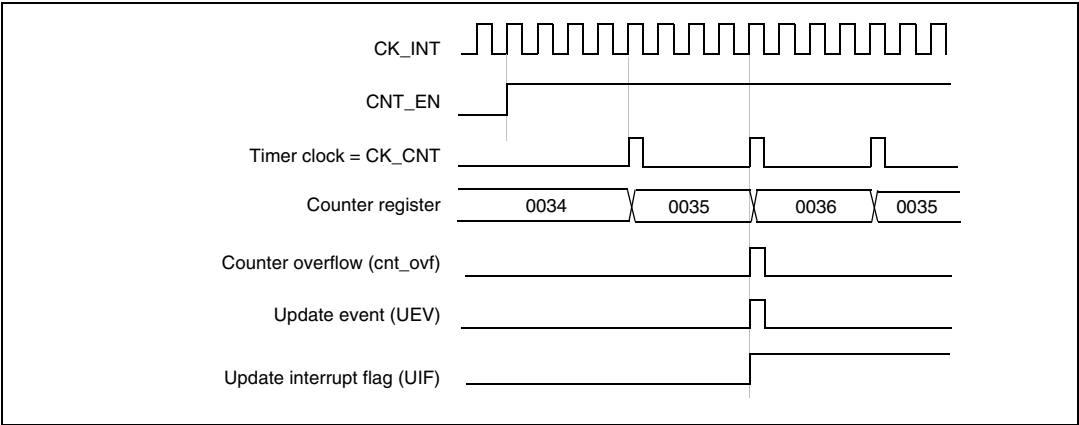 CK_INT
CNT_EN
Timer clock = CK_CNT
Counter register
0034 0035 0036 0035
Counter overflow (cnt_ovf)
Update event (UEV)
Update interrupt flag (UIF)